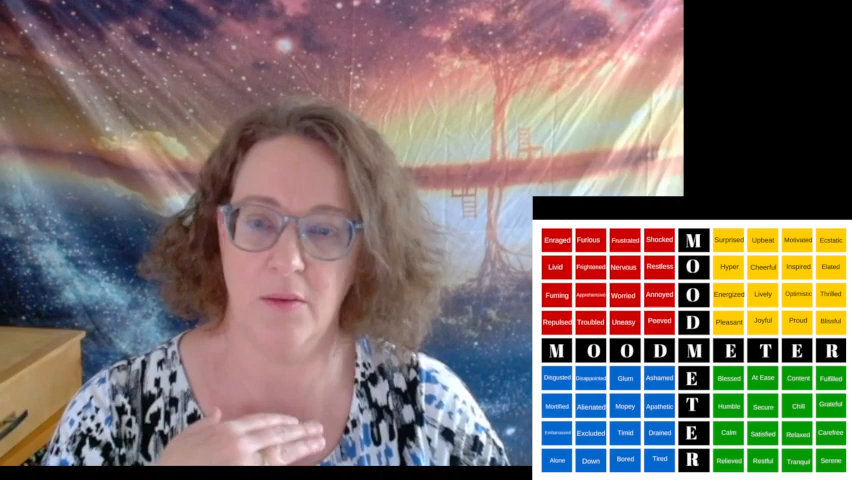 Enraged Furious Frustrated Shocked M Surprised Upbeat Motivated Ecstatic
Livid Frightened Nervous Restless O Hyper Cheerful Inspired Elated
Fuming Apprehensive Worried Annoyed O Energized Lively Optimistic Thrilled
Repulsed Troubled Uneasy Peeved D Pleasant Joyful Proud Blissful
M O O D M E T E R
Disgusted Disappointed Glum Ashamed E Blessed At Ease Content Fulfilled
Mortified Alienated Mopey Apathetic T Humble Secure Chill Grateful
Embarrassed Excluded Timid Drained E Calm Satisfied Relaxed Carefree
Alone Down Bored Tired R Relieved Restful Tranquil Serene